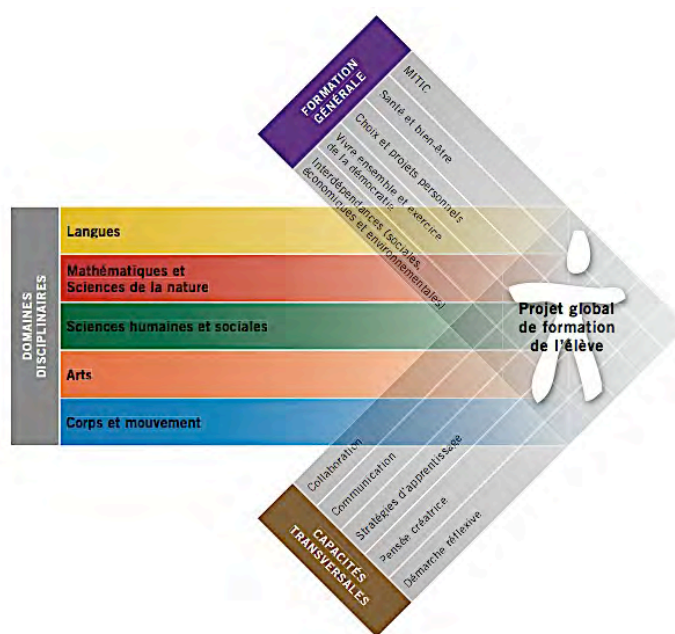 FORMATION
GÉNÉRALE
MITIC
Santé et bien-être
Choix et projets personnels
Vivre ensemble et exercice
de la démocratie
Interdépendances (sociales,
économiques et environnementales)
DOMAINES
DISCIPLINAIRES
Langues
Mathématiques et
Sciences de la nature
Sciences humaines et sociales
Arts
Corps et mouvement
Projet global
de formation
de l'élève
Collaboration
Communication
Stratégies d'apprentissage
Pensée créatrice
Démarche réflexive
CAPACITÉS
TRANSVERSALES